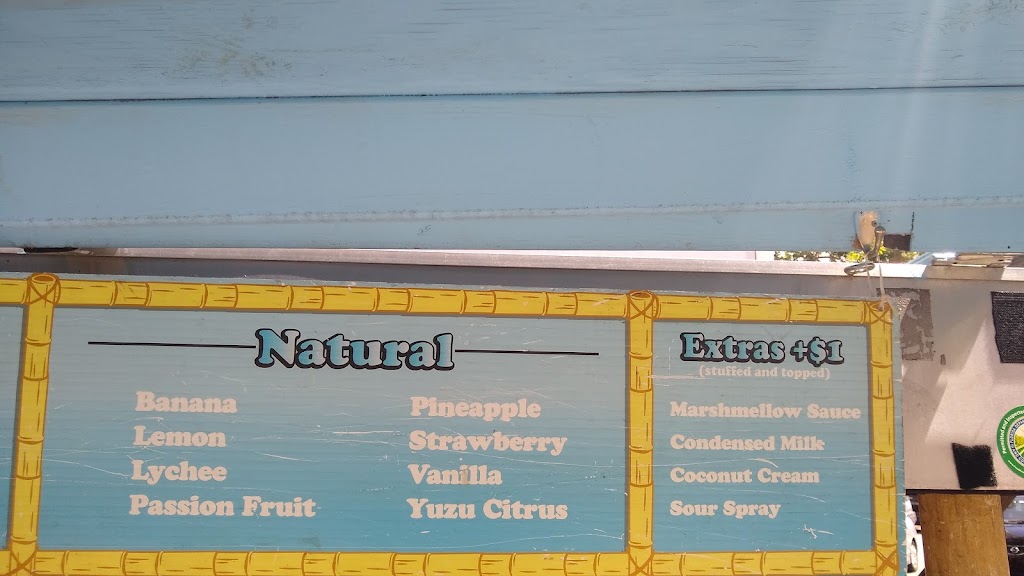 Natural
Banana
Lemon
Lychee
Passion Fruit
Pineapple
Strawberry
Vanilla
Yuzu Citrus
Extras +$1
(stuffed and topped)
Marshmellow Sauce
Condensed Milk
Coconut Cream
Sour Spray